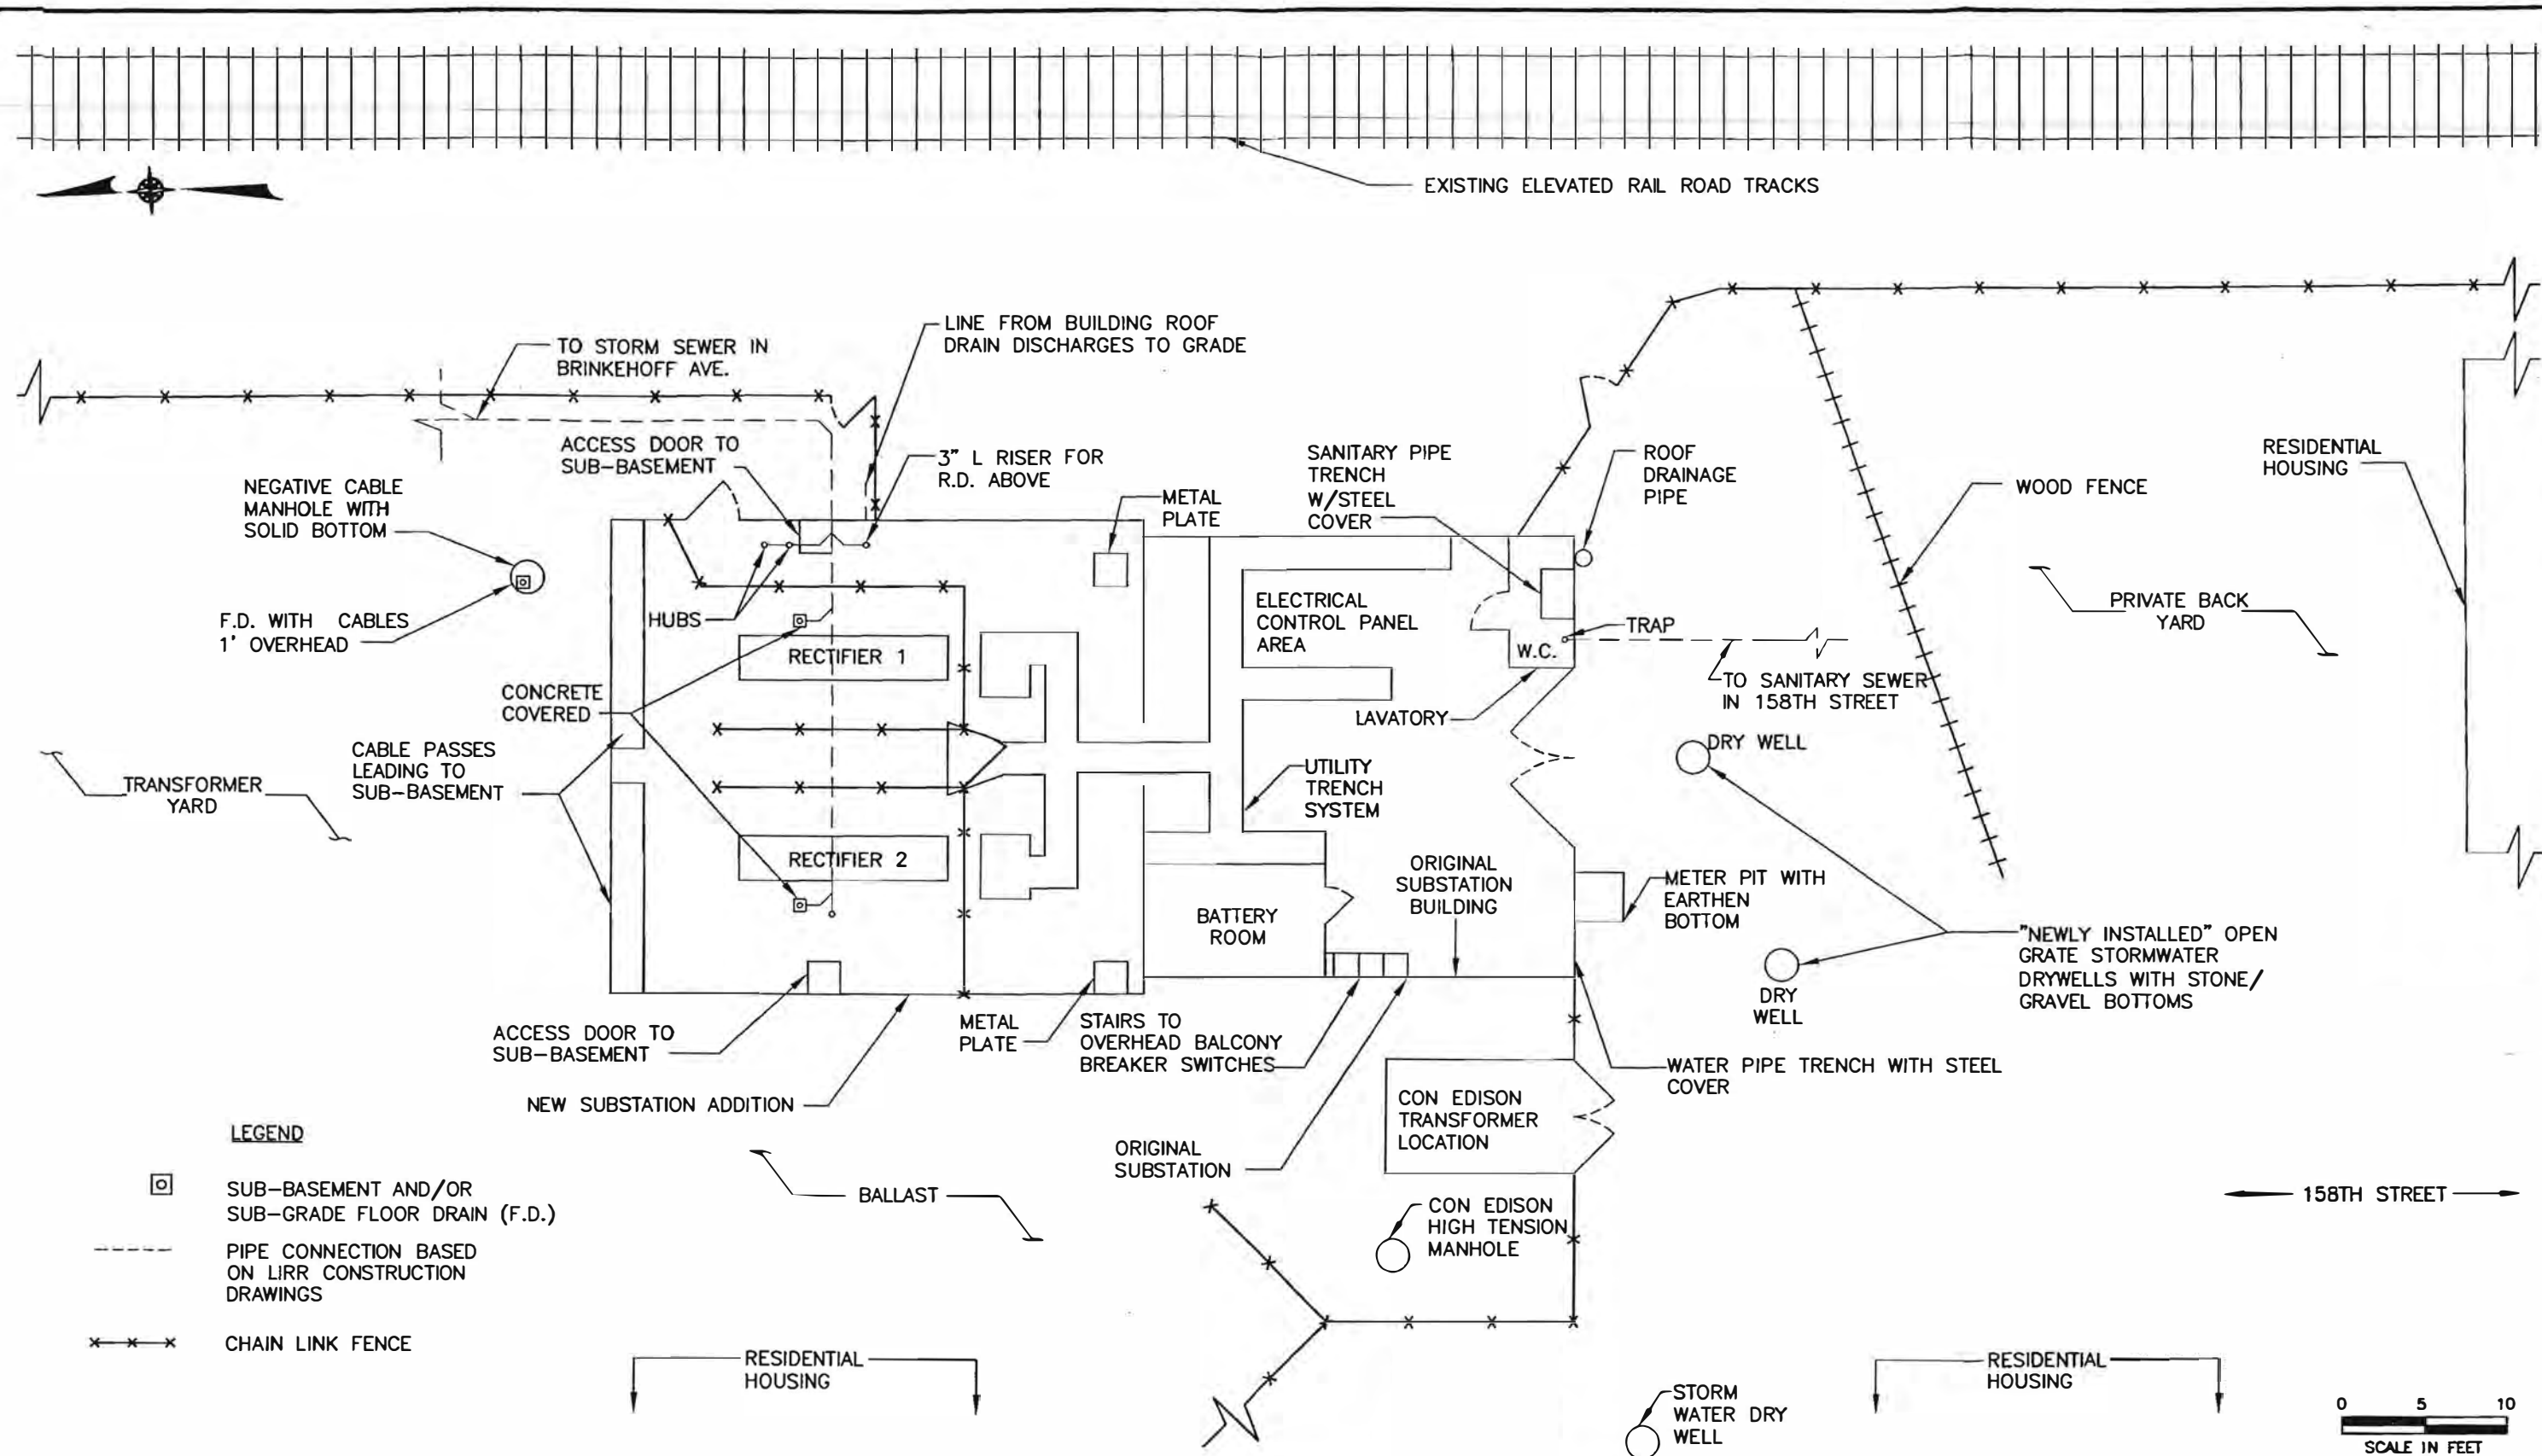 EXISTING ELEVATED RAIL ROAD TRACKS
LINE FROM BUILDING ROOF
DRAIN DISCHARGES TO GRADE
TO STORM SEWER IN
BRINKEHOFF AVE.
ACCESS DOOR TO
SUB-BASEMENT
3" L RISER FOR
R.D. ABOVE
NEGATIVE CABLE
MANHOLE WITH
SOLID BOTTOM
METAL
PLATE
SANITARY PIPE
TRENCH
W/STEEL
COVER
ROOF
DRAINAGE
PIPE
WOOD FENCE
RESIDENTIAL
HOUSING
F.D. WITH CABLES
1' OVERHEAD
HUBS
RECTIFIER 1
ELECTRICAL
CONTROL PANEL
AREA
W.C.
TRAP
TO SANITARY SEWER
IN 158TH STREET
PRIVATE BACK
YARD
CONCRETE
COVERED
LAVATORY
CABLE PASSES
LEADING TO
SUB-BASEMENT
TRANSFORMER
YARD
UTILITY
TRENCH
SYSTEM
DRY WELL
RECTIFIER 2
BATTERY
ROOM
ORIGINAL
SUBSTATION
BUILDING
METER PIT WITH
EARTHEN
BOTTOM
"NEWLY INSTALLED" OPEN
GRATE STORMWATER
DRYWELLS WITH STONE/
GRAVEL BOTTOMS
DRY
WELL
ACCESS DOOR TO
SUB-BASEMENT
METAL
PLATE
STAIRS TO
OVERHEAD BALCONY
BREAKER SWITCHES
WATER PIPE TRENCH WITH STEEL
COVER
NEW SUBSTATION ADDITION
CON EDISON
TRANSFORMER
LOCATION
ORIGINAL
SUBSTATION
BALLAST
CON EDISON
HIGH TENSION
MANHOLE
158TH STREET
LEGEND
SUB-BASEMENT AND/OR
SUB-GRADE FLOOR DRAIN (F.D.)
PIPE CONNECTION BASED
ON LIRR CONSTRUCTION
DRAWINGS
CHAIN LINK FENCE
RESIDENTIAL
HOUSING
STORM
WATER DRY
WELL
RESIDENTIAL
HOUSING
0 5 10
SCALE IN FEET